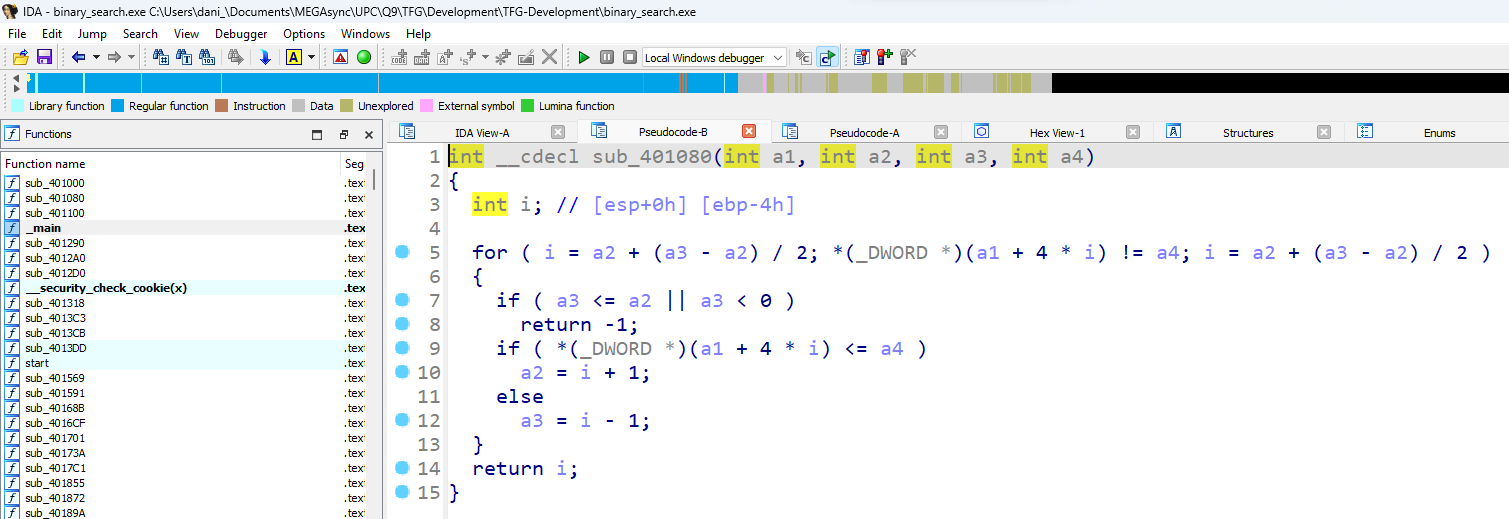 IDA - binary_search.exe C:\Users\dani_\Documents\MEGAsync\UPC\Q9\TFG\Development\TFG-Development\binary_search.exe
File Edit Jump Search View Debugger Options Windows Help
Local Windows debugger
Library function Regular function Instruction Data Unexplored External symbol Lumina function
Functions
IDA View-A Pseudocode-B Pseudocode-A Hex View-1 Structures Enums
Function name Seg
sub_401000 .text
sub_401080 .text
sub_401100 .text
_main .tex
sub_401290 .text
sub_4012A0 .text
sub_4012D0 .text
__security_check_cookie(x) .tex
sub_401318 .text
sub_4013C3 .text
sub_4013CB .text
sub_4013DD .text
start .text
sub_401569 .text
sub_401591 .text
sub_40168B .text
sub_4016CF .text
sub_401701 .text
sub_40173A .text
sub_4017C1 .text
sub_401855 .text
sub_401872 .text
sub_40189A .text
1 int __cdecl sub_401080(int a1, int a2, int a3, int a4)
2 {
3 int i; // [esp+0h] [ebp-4h]
4
5 for ( i = a2 + (a3 - a2) / 2; *(_DWORD *)(a1 + 4 * i) != a4; i = a2 + (a3 - a2) / 2 )
6 {
7 if ( a3 <= a2 || a3 < 0 )
8 return -1;
9 if ( *(_DWORD *)(a1 + 4 * i) <= a4 )
10 a2 = i + 1;
11 else
12 a3 = i - 1;
13 }
14 return i;
15 }